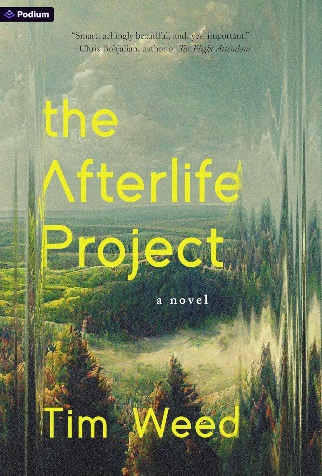 Podium
"Smart, achingly beautiful, and, yes, important."
Chris Bohjalian, author of The Flight Attendant
the
Afterlife
Project
a novel
Tim Weed